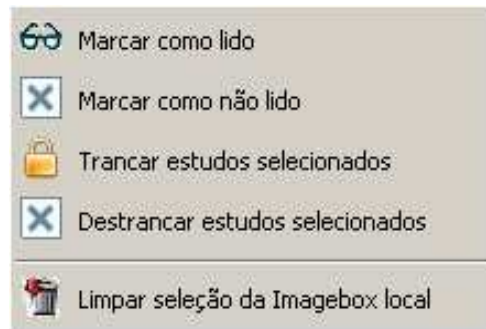 Marcar como lido
Marcar como não lido
Trancar estudos selecionados
Destrancar estudos selecionados
Limpar seleção da Imagebox local